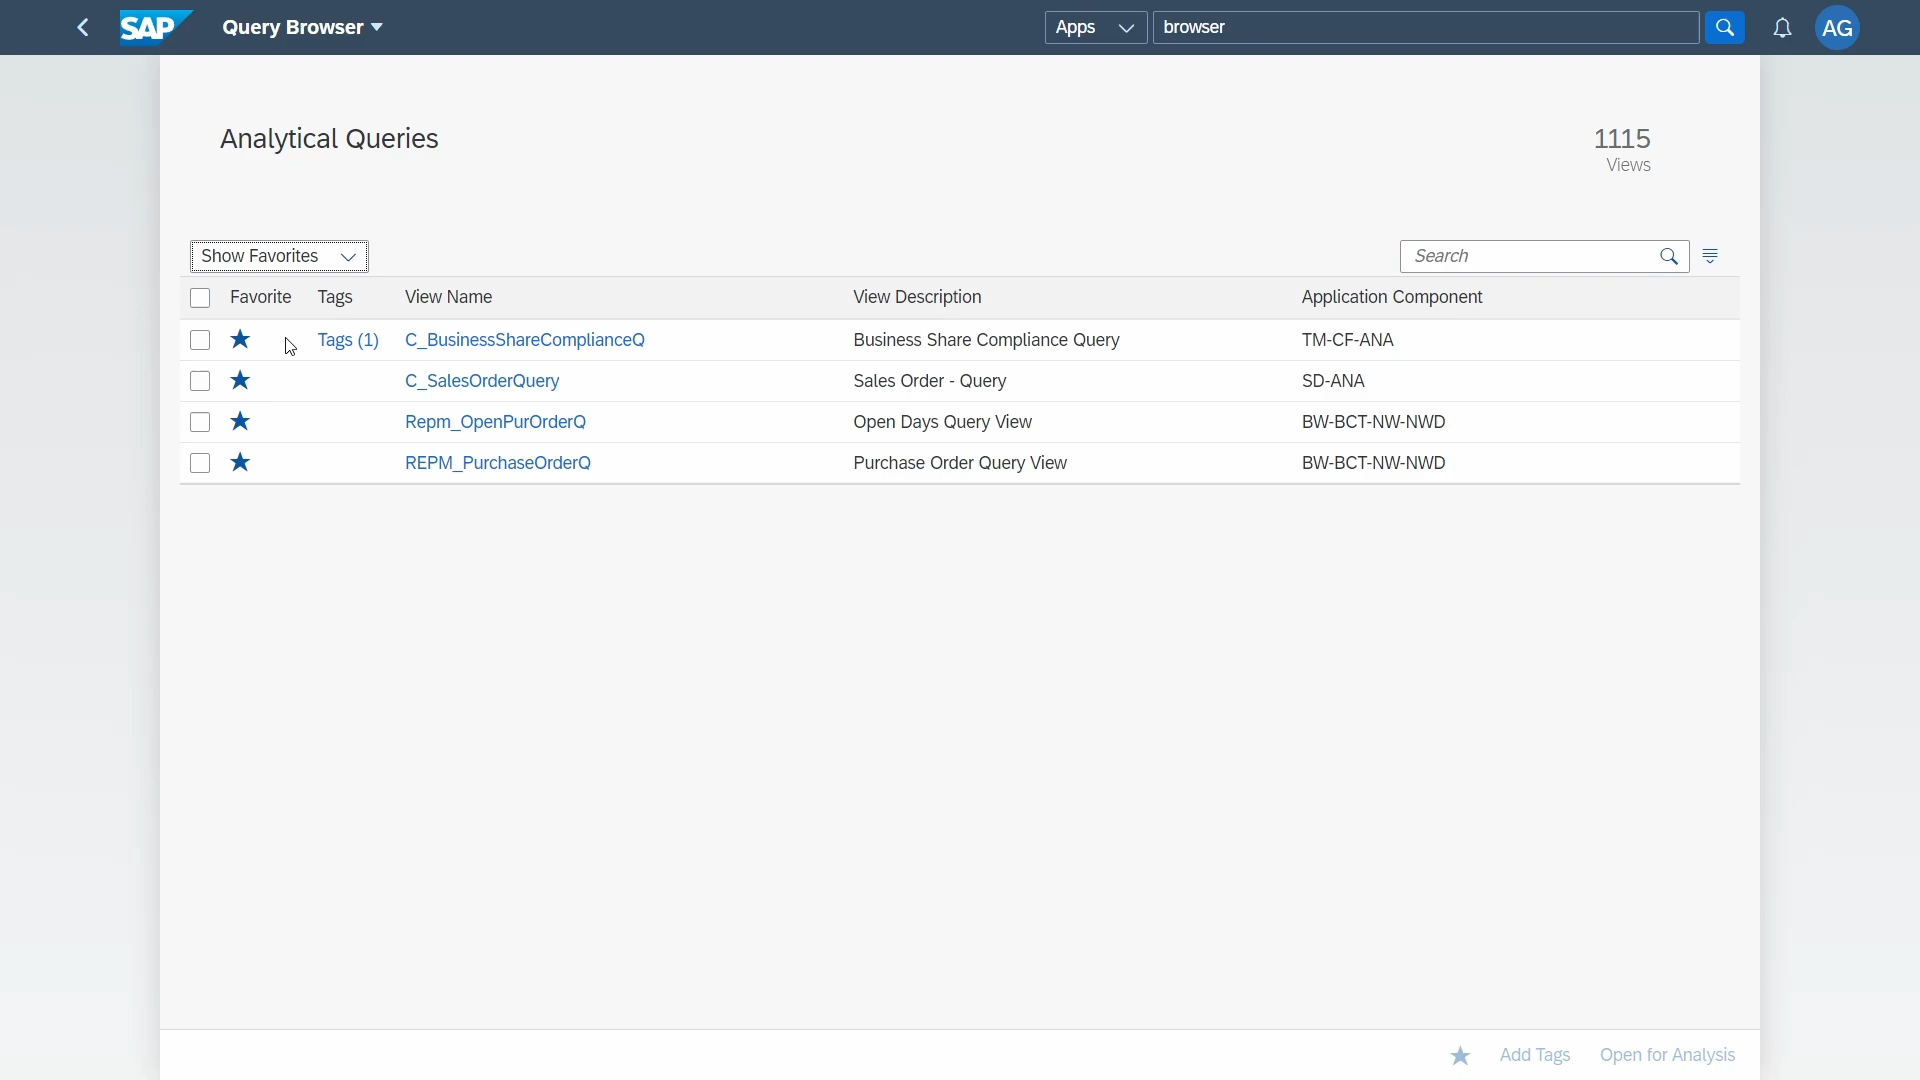 SAP Query Browser Apps browser AG
Analytical Queries
1115
Views
Show Favorites Search
Favorite Tags View Name View Description Application Component
Tags (1) C_BusinessShareComplianceQ Business Share Compliance Query TM-CF-ANA
C_SalesOrderQuery Sales Order - Query SD-ANA
Repm_OpenPurOrderQ Open Days Query View BW-BCT-NW-NWD
REPM_PurchaseOrderQ Purchase Order Query View BW-BCT-NW-NWD
Add Tags Open for Analysis